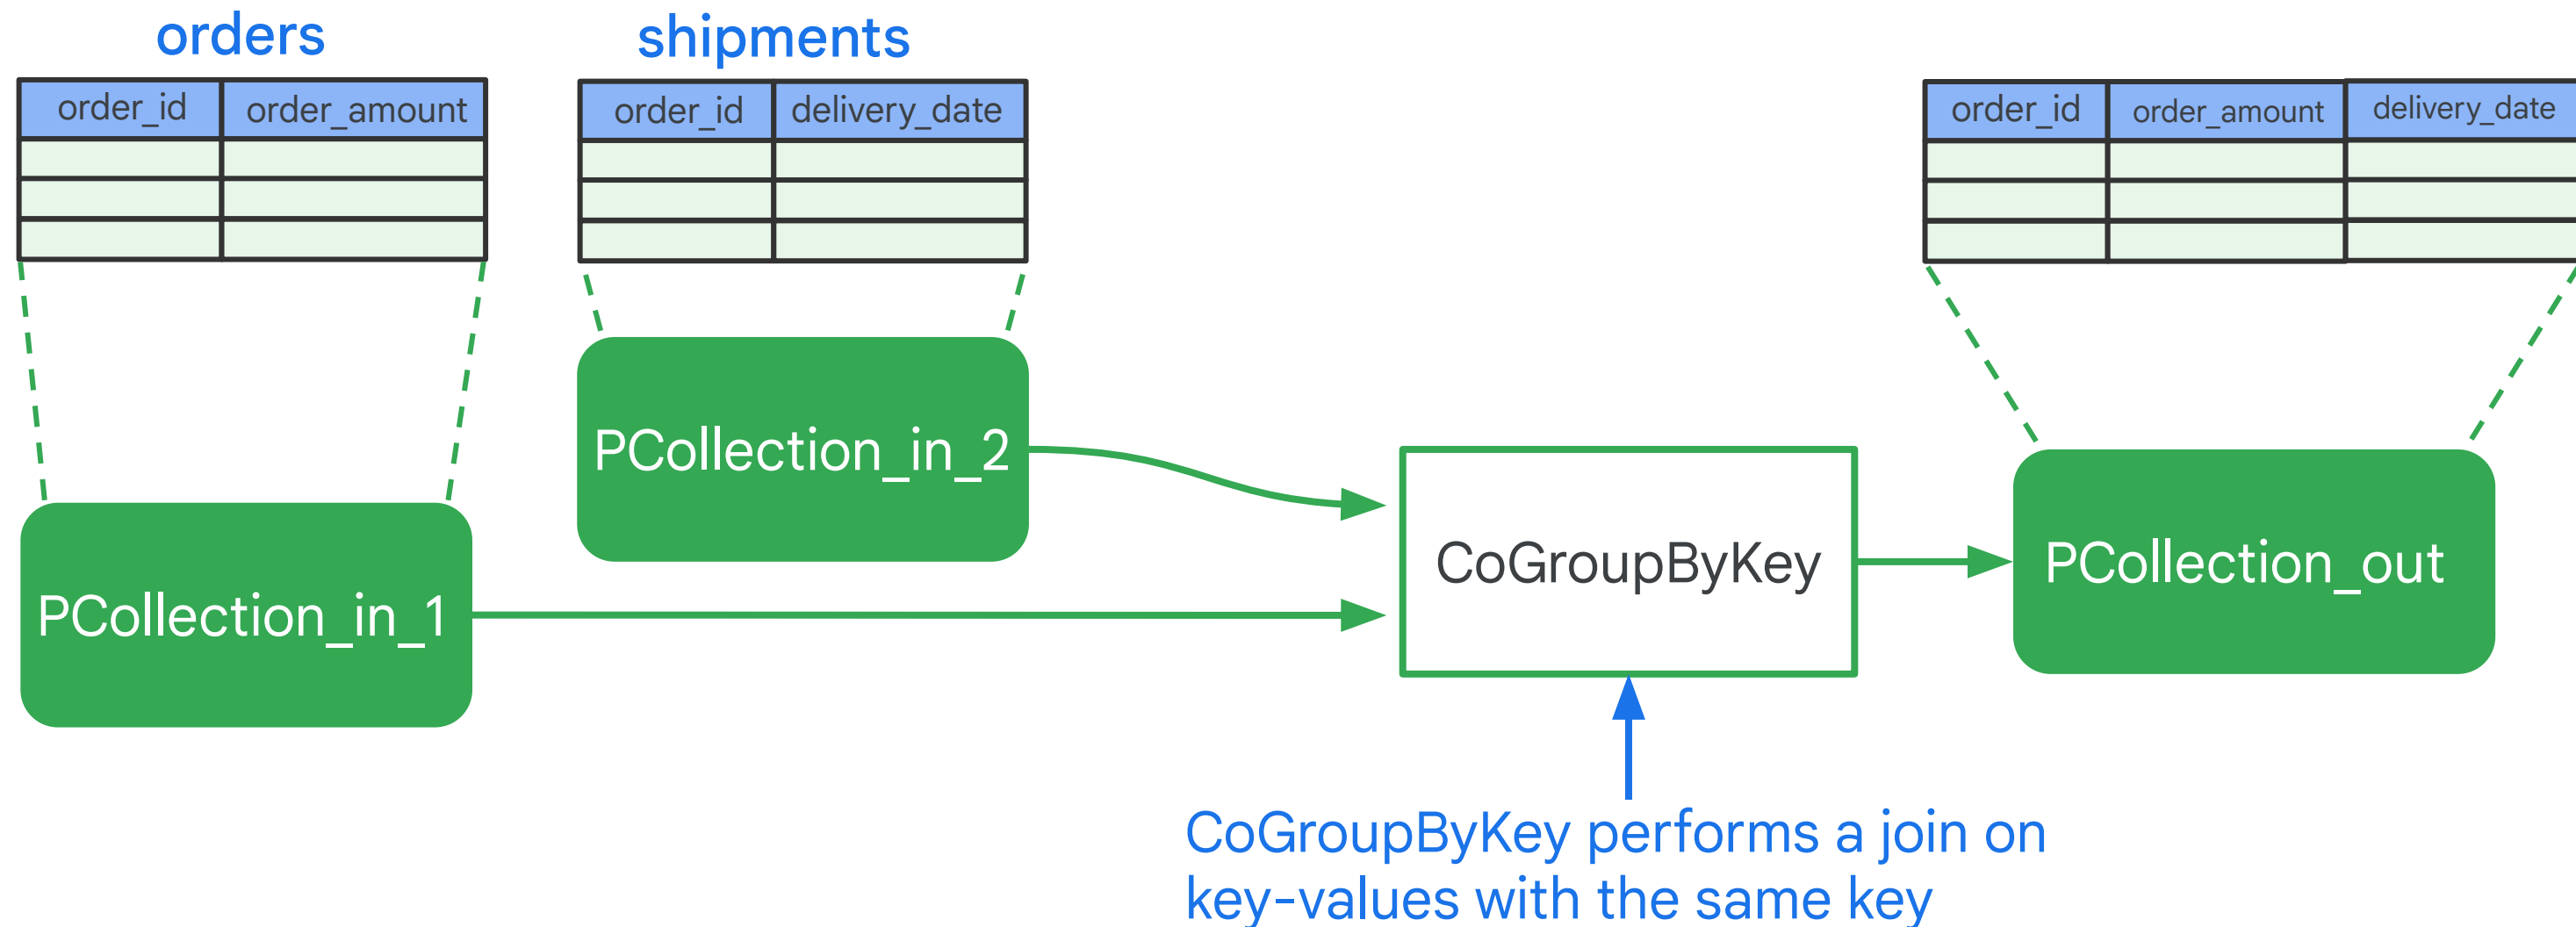 orders
shipments
order_id order_amount
order_id delivery_date
order_id order_amount delivery_date
PCollection_in_2
PCollection_in_1
CoGroupByKey
PCollection_out
CoGroupByKey performs a join on
key-values with the same key